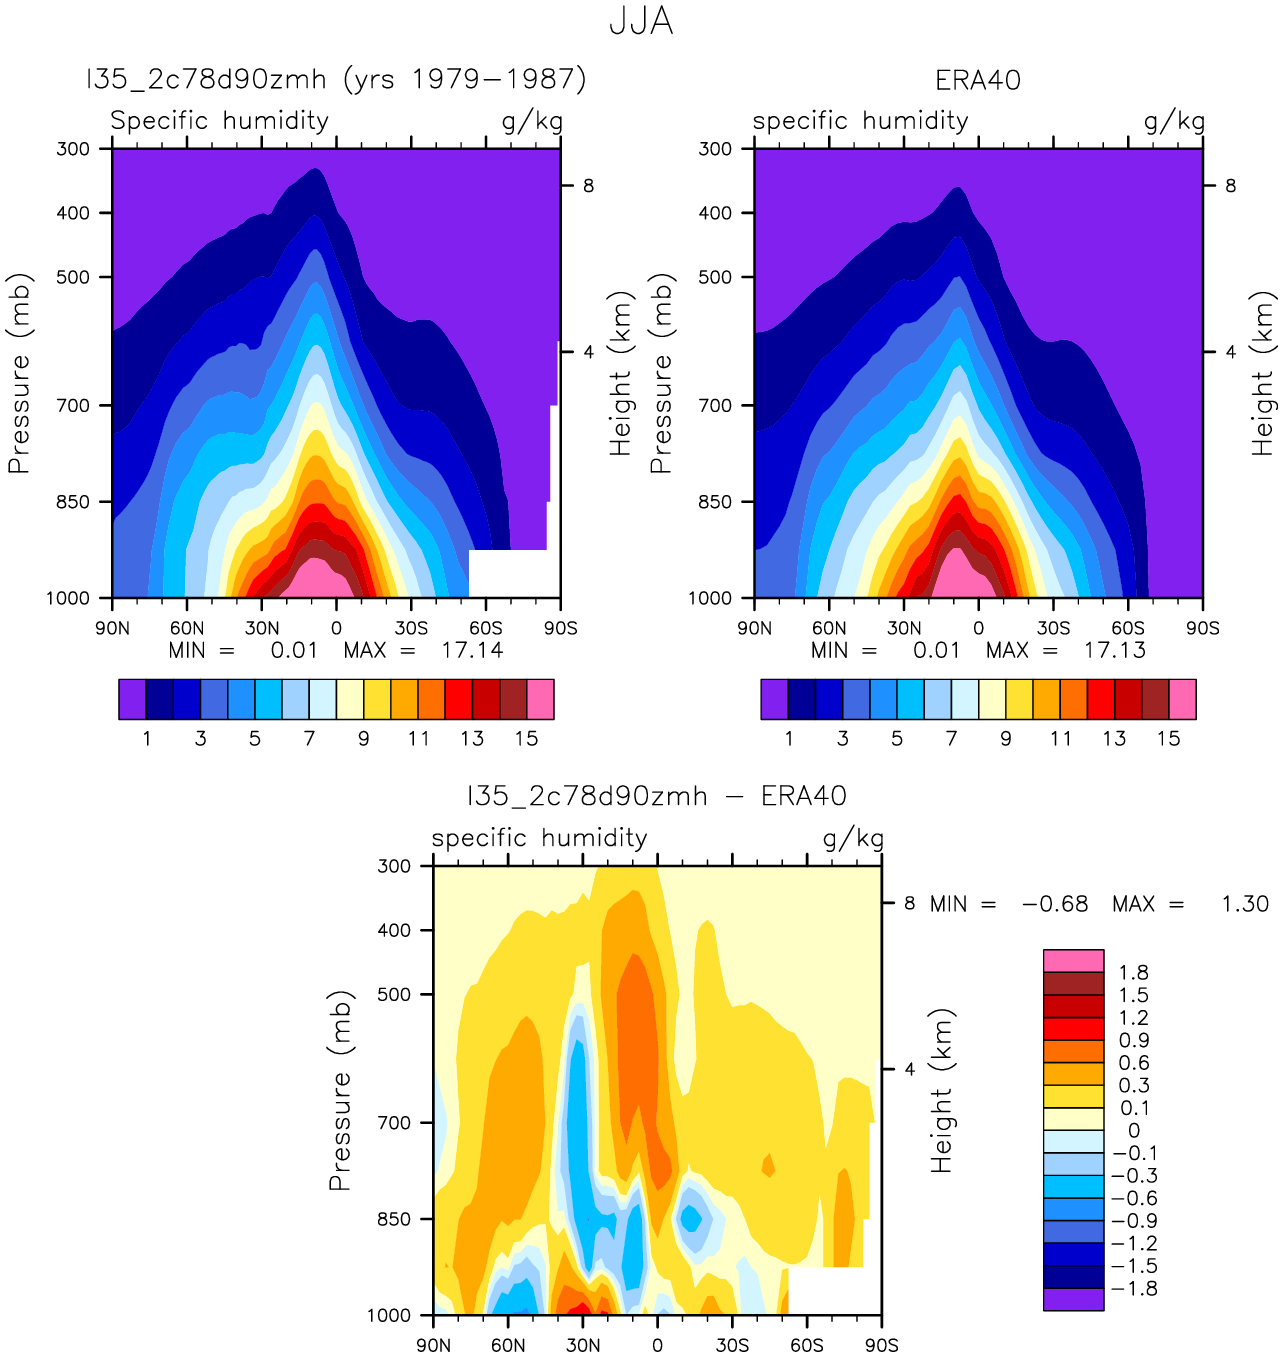 JJA
l35_2c78d90zmh (yrs 1979-1987)
Specific humidity g/kg
300
400
500
700
850
1000
Pressure (mb)
8
4
Height (km)
90N 60N 30N 0 30S 60S 90S
MIN = 0.01 MAX = 17.14
1 3 5 7 9 11 13 15
ERA40
specific humidity g/kg
300
400
500
700
850
1000
Pressure (mb)
8
4
Height (km)
90N 60N 30N 0 30S 60S 90S
MIN = 0.01 MAX = 17.13
1 3 5 7 9 11 13 15
l35_2c78d90zmh - ERA40
specific humidity g/kg
300
400
500
700
850
1000
Pressure (mb)
8
4
Height (km)
90N 60N 30N 0 30S 60S 90S
MIN = -0.68 MAX = 1.30
1.8
1.5
1.2
0.9
0.6
0.3
0.1
0
-0.1
-0.3
-0.6
-0.9
-1.2
-1.5
-1.8